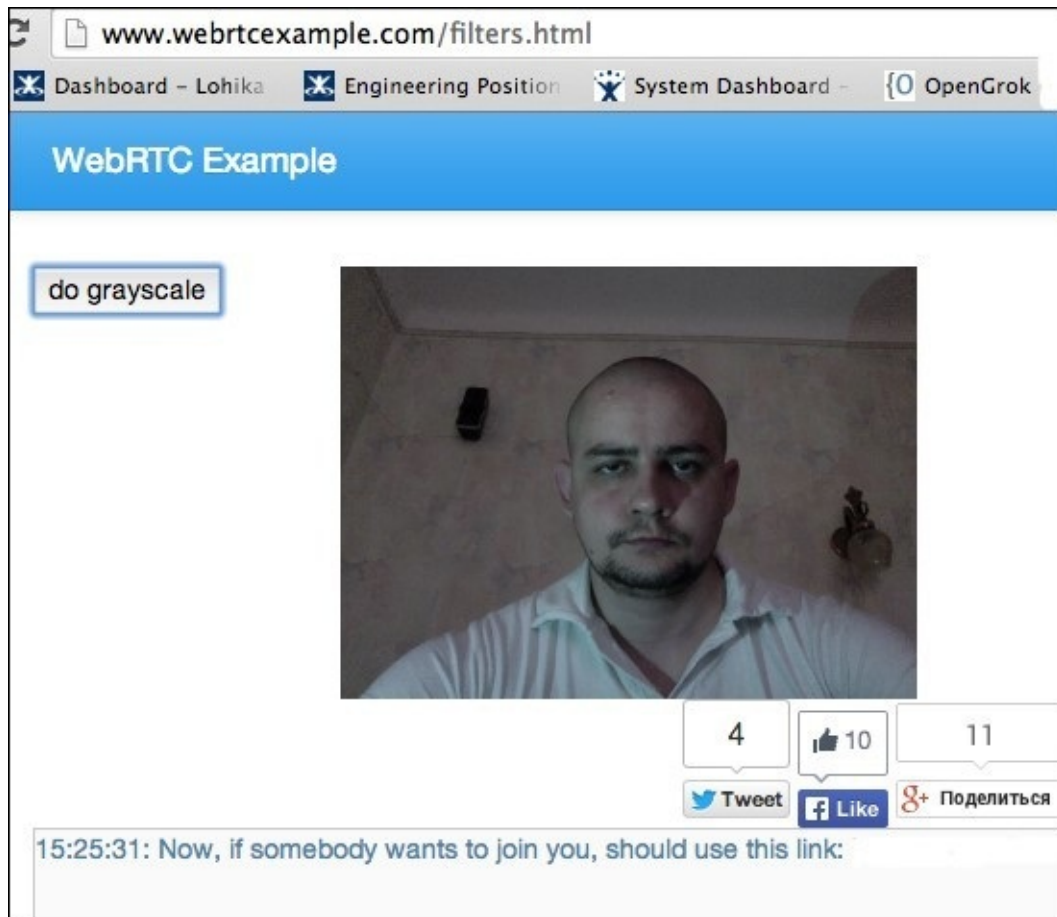 www.webrtcexample.com/filters.html
Dashboard – Lohika Engineering Position System Dashboard – {O OpenGrok
WebRTC Example
do grayscale
4 10 11
Tweet Like g+ Поделиться
15:25:31: Now, if somebody wants to join you, should use this link: